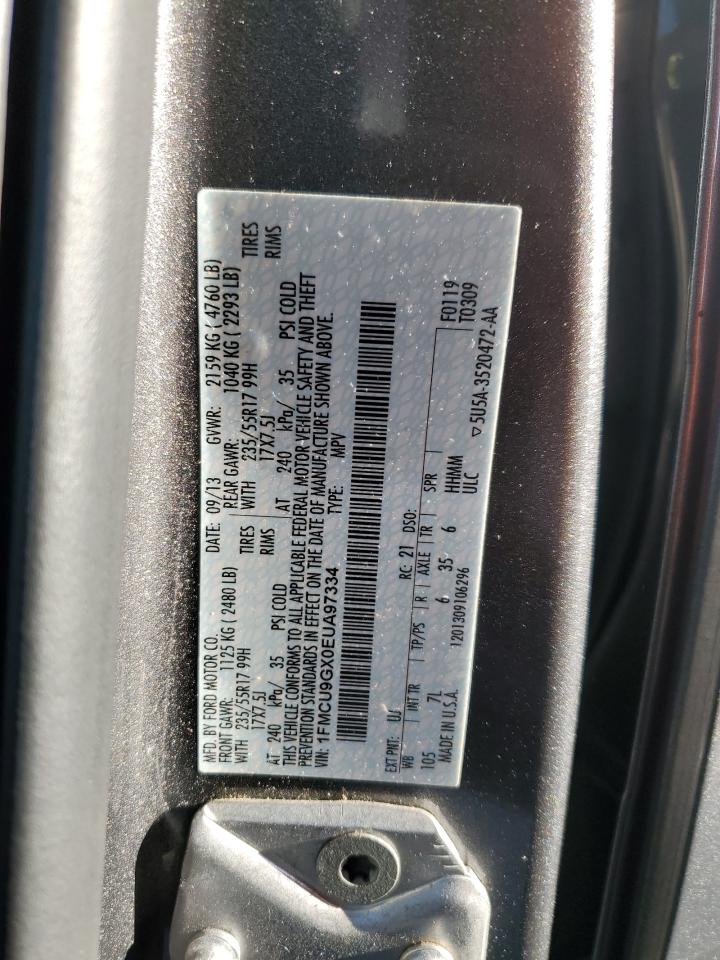 MFD. BY FORD MOTOR CO. DATE: 09/13 GVWR: 2159 KG ( 4760 LB)
FRONT GAWR: 1125 KG ( 2480 LB) REAR GAWR: 1040 KG ( 2293 LB)
WITH 235/55R17 99H TIRES WITH 235/55R17 99H TIRES
17X7.5J RIMS 17X7.5J RIMS
AT 240 kPa/ 35 PSI COLD AT 240 kPa/ 35 PSI COLD
THIS VEHICLE CONFORMS TO ALL APPLICABLE FEDERAL MOTOR VEHICLE SAFETY AND THEFT
PREVENTION STANDARDS IN EFFECT ON THE DATE OF MANUFACTURE SHOWN ABOVE.
VIN: 1FMCU9GX0EUA97334 TYPE: MPV
EXT PNT: UJ RC: 21 DSO: F0119
WB INT TR TP/PS R AXLE TR SPR T0309
105 7L 6 35 6 HHMM ▽5U5A-3520472-AA
MADE IN U.S.A. 1201309106296 ULC